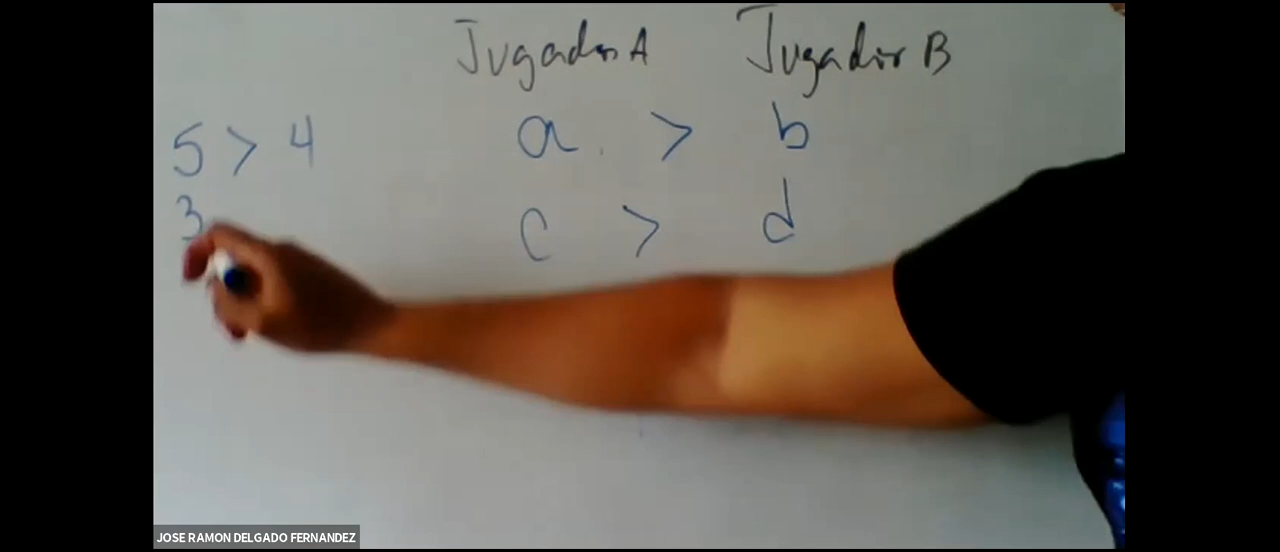 Jugador A Jugador B
5 > 4 a > b
3 c > d
JOSE RAMON DELGADO FERNANDEZ